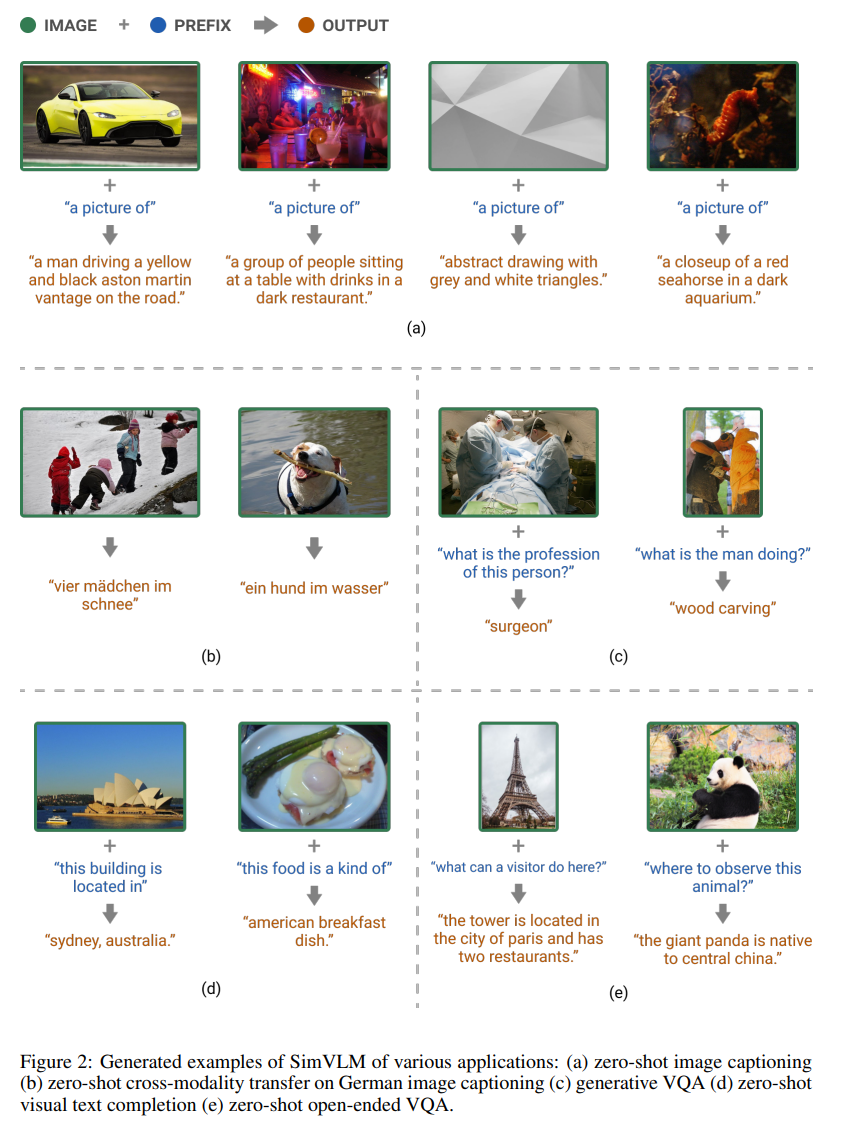 IMAGE + PREFIX OUTPUT
+ + + +
“a picture of” “a picture of” “a picture of” “a picture of”
“a man driving a yellow
and black aston martin
vantage on the road.”
“a group of people sitting
at a table with drinks in a
dark restaurant.”
“abstract drawing with
grey and white triangles.”
“a closeup of a red
seahorse in a dark
aquarium.”
(a)
“vier mädchen im
schnee”
“ein hund im wasser”
(b)
+
“what is the profession
of this person?”
“surgeon”
+
“what is the man doing?”
“wood carving”
(c)
+
“this building is
located in”
“sydney, australia.”
+
“this food is a kind of”
“american breakfast
dish.”
(d)
+
“what can a visitor do here?”
“the tower is located in
the city of paris and has
two restaurants.”
+
“where to observe this
animal?”
“the giant panda is native
to central china.”
(e)
Figure 2: Generated examples of SimVLM of various applications: (a) zero-shot image captioning
(b) zero-shot cross-modality transfer on German image captioning (c) generative VQA (d) zero-shot
visual text completion (e) zero-shot open-ended VQA.